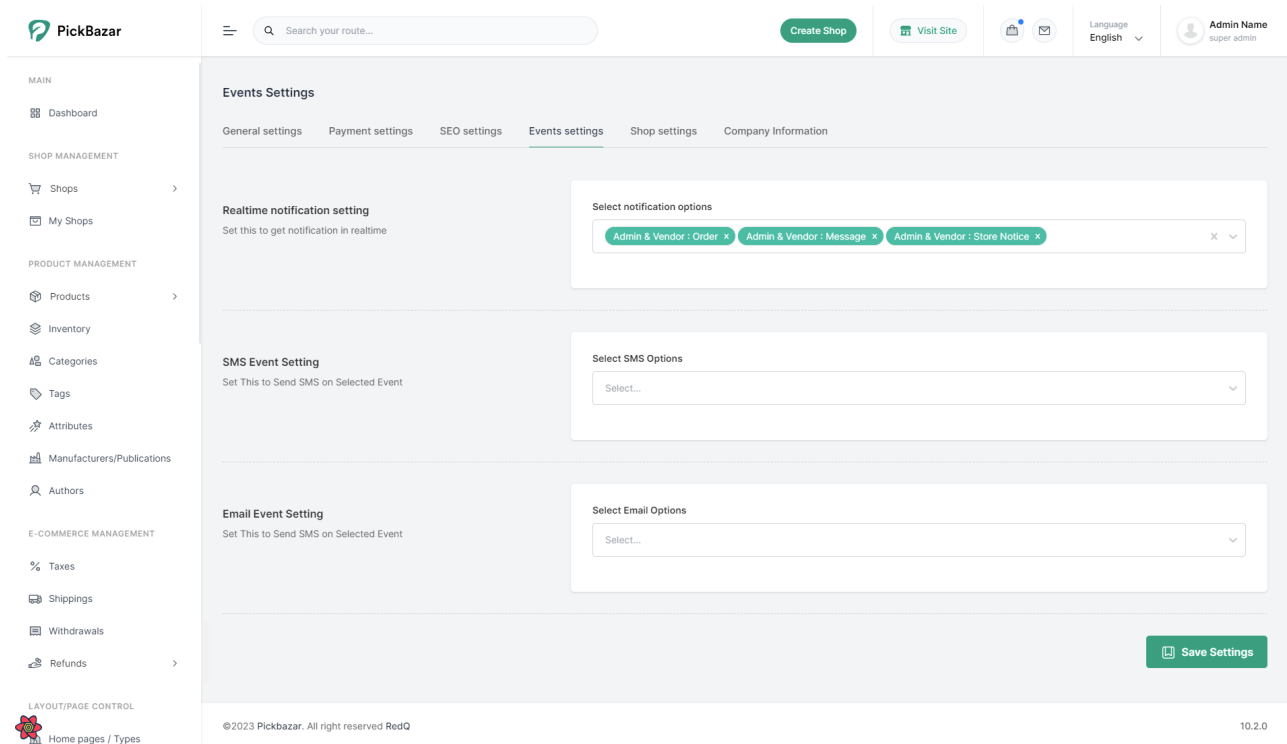 PickBazar
Search your route...
Create Shop
Visit Site
Language
English
Admin Name
super admin
MAIN
Dashboard
SHOP MANAGEMENT
Shops
My Shops
PRODUCT MANAGEMENT
Products
Inventory
Categories
Tags
Attributes
Manufacturers/Publications
Authors
E-COMMERCE MANAGEMENT
Taxes
Shippings
Withdrawals
Refunds
LAYOUT/PAGE CONTROL
Home pages / Types
Events Settings
General settings Payment settings SEO settings Events settings Shop settings Company Information
Realtime notification setting
Set this to get notification in realtime
Select notification options
Admin & Vendor : Order × Admin & Vendor : Message × Admin & Vendor : Store Notice ×
SMS Event Setting
Set This to Send SMS on Selected Event
Select SMS Options
Select...
Email Event Setting
Set This to Send SMS on Selected Event
Select Email Options
Select...
Save Settings
©2023 Pickbazar. All right reserved RedQ
10.2.0